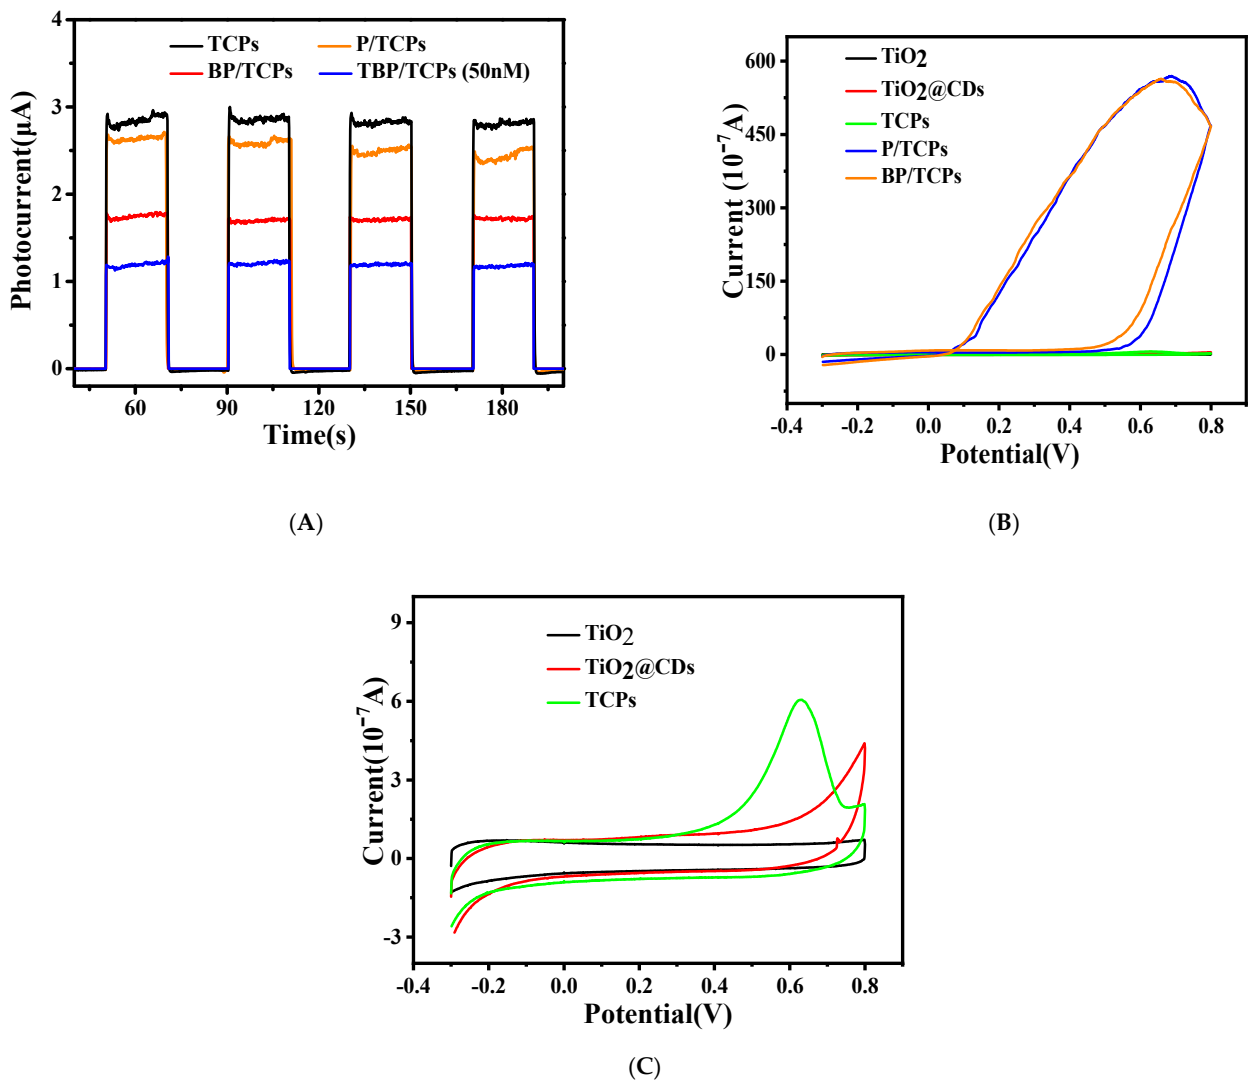 4
3
2
1
0
Photocurrent(μA)
TCPs
P/TCPs
BP/TCPs
TBP/TCPs (50nM)
60
90
120
150
180
Time(s)
(A)
600
450
300
150
0
Current (10⁻⁷A)
TiO2
TiO2@CDs
TCPs
P/TCPs
BP/TCPs
-0.4
-0.2
0.0
0.2
0.4
0.6
0.8
Potential(V)
(B)
9
6
3
0
-3
Current(10⁻⁷A)
TiO2
TiO2@CDs
TCPs
-0.4
-0.2
0.0
0.2
0.4
0.6
0.8
Potential(V)
(C)